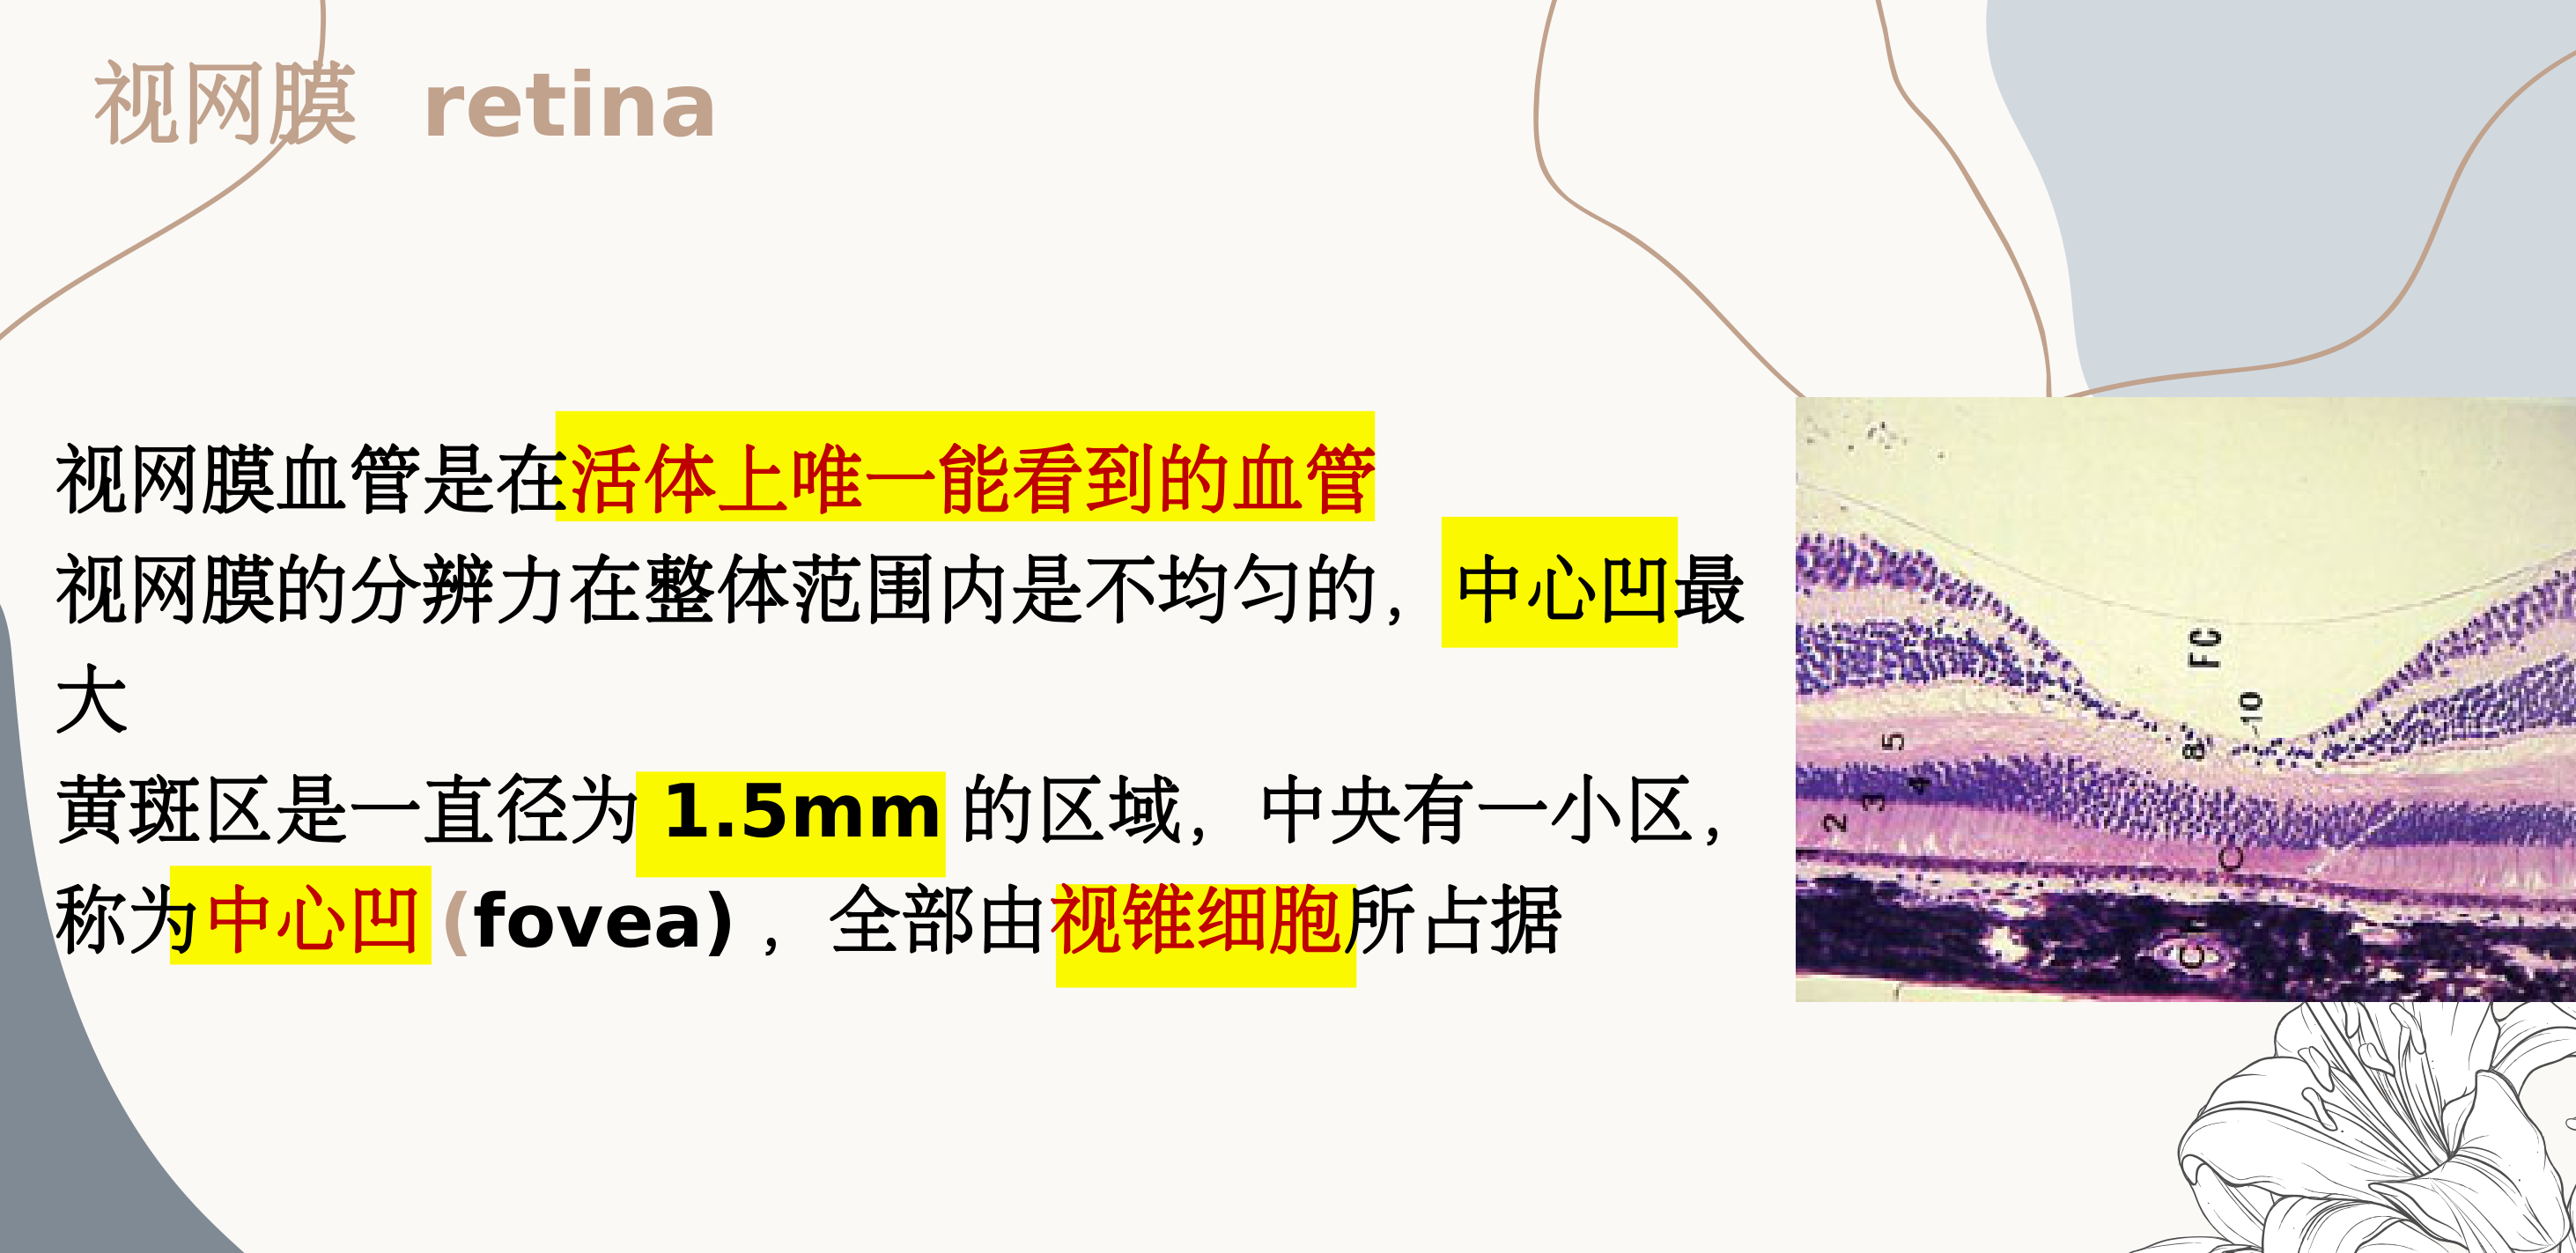 视网膜 retina
视网膜血管是在活体上唯一能看到的血管
视网膜的分辨力在整体范围内是不均匀的，中心凹最
大
黄斑区是一直径为 1.5mm 的区域，中央有一小区，
称为中心凹 (fovea) ，全部由视锥细胞所占据
FC
10
8
5
4
3
2
C
C